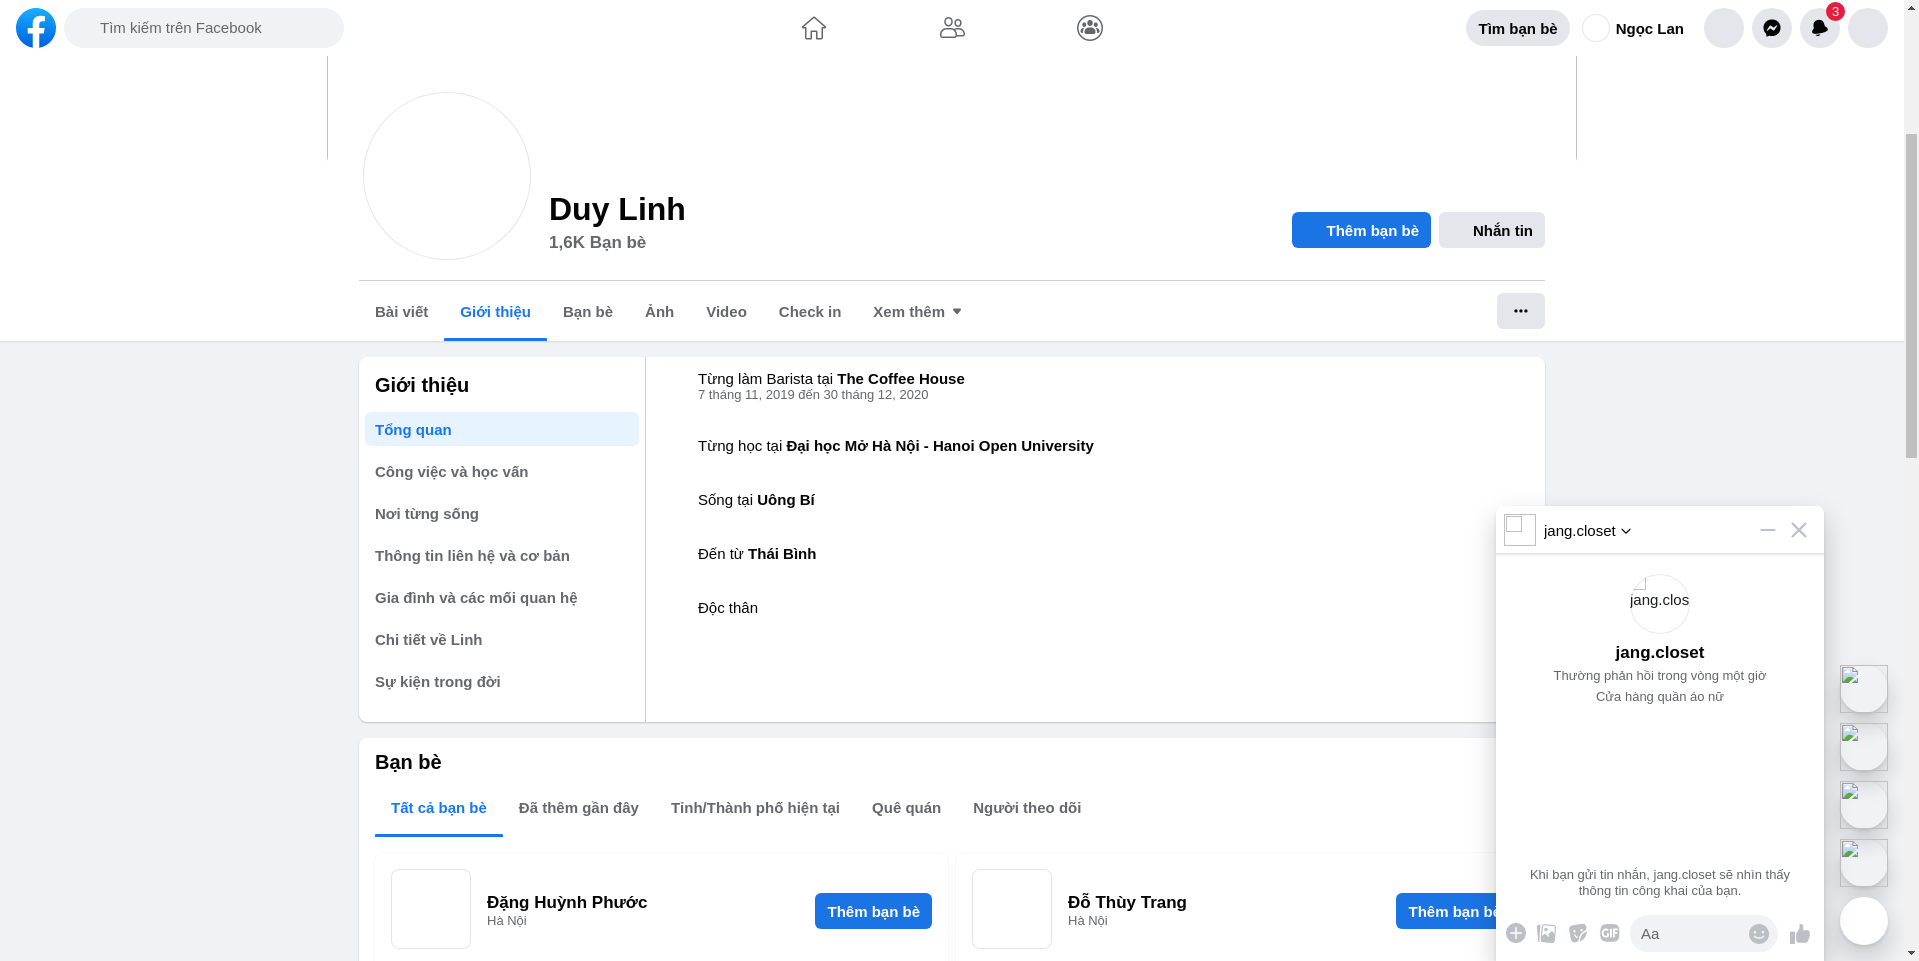 Tìm kiếm trên Facebook
Tìm bạn bè
Ngọc Lan
3
Duy Linh
1,6K Bạn bè
Thêm bạn bè
Nhắn tin
Bài viết
Giới thiệu
Bạn bè
Ảnh
Video
Check in
Xem thêm
Giới thiệu
Tổng quan
Công việc và học vấn
Nơi từng sống
Thông tin liên hệ và cơ bản
Gia đình và các mối quan hệ
Chi tiết về Linh
Sự kiện trong đời
Từng làm Barista tại The Coffee House
7 tháng 11, 2019 đến 30 tháng 12, 2020
Từng học tại Đại học Mở Hà Nội - Hanoi Open University
Sống tại Uông Bí
Đến từ Thái Bình
Độc thân
Bạn bè
Tất cả bạn bè
Đã thêm gần đây
Tỉnh/Thành phố hiện tại
Quê quán
Người theo dõi
Đặng Huỳnh Phước
Hà Nội
Thêm bạn bè
Đỗ Thùy Trang
Hà Nội
Thêm bạn bè
jang.closet
jang.clos
jang.closet
Thường phản hồi trong vòng một giờ
Cửa hàng quần áo nữ
Khi bạn gửi tin nhắn, jang.closet sẽ nhìn thấy
thông tin công khai của bạn.
GIF
Aa